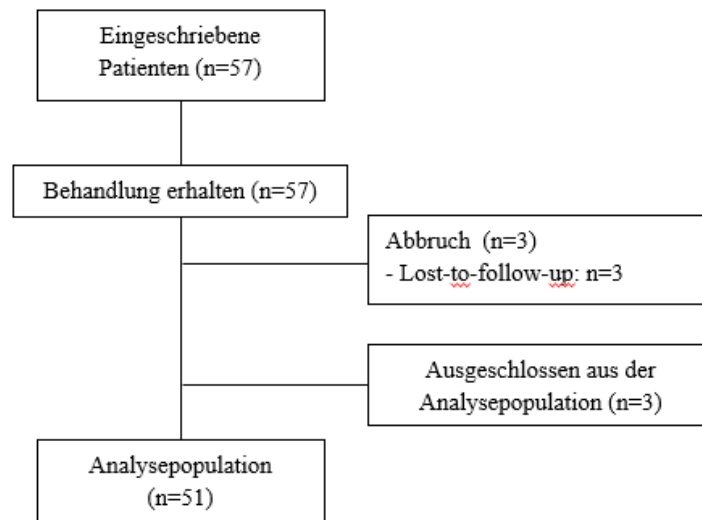 Eingeschriebene
Patienten (n=57)
Behandlung erhalten (n=57)
Abbruch (n=3)
- Lost-to-follow-up: n=3
Ausgeschlossen aus der
Analysepopulation (n=3)
Analysepopulation
(n=51)